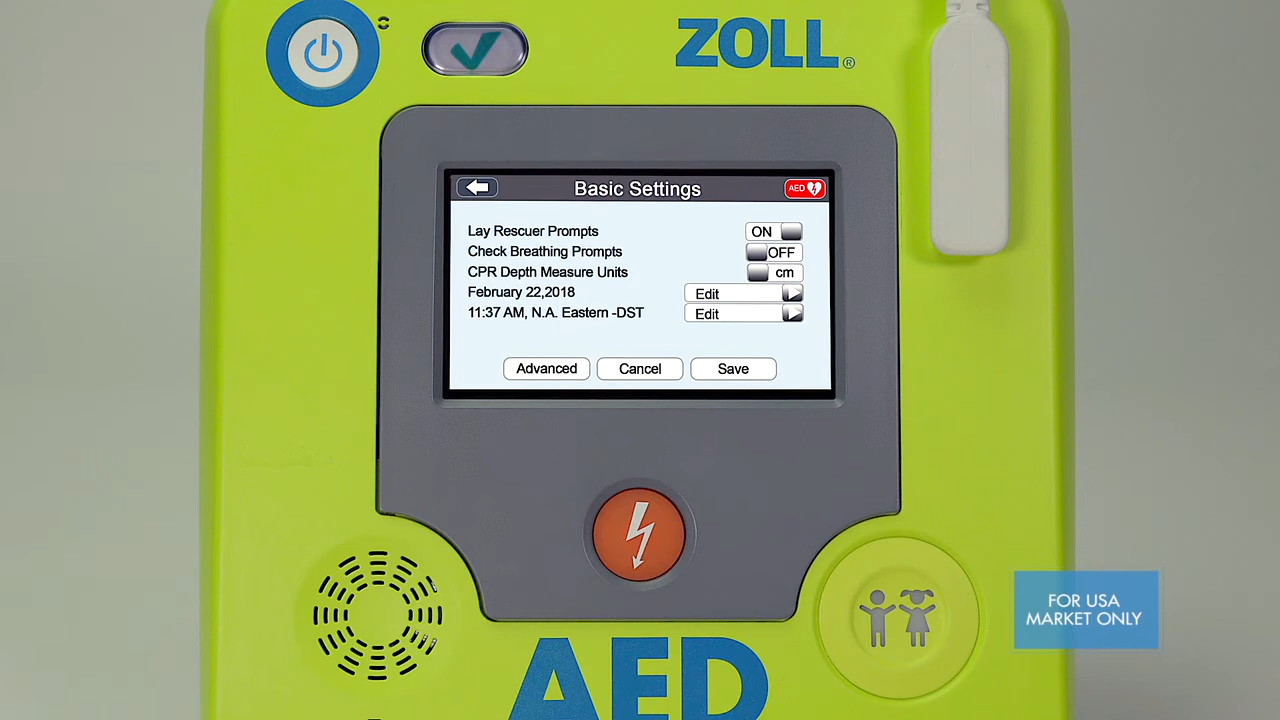 ZOLL®
Basic Settings
AED
Lay Rescuer Prompts ON
Check Breathing Prompts OFF
CPR Depth Measure Units cm
February 22,2018 Edit
11:37 AM, N.A. Eastern -DST Edit
Advanced Cancel Save
FOR USA
MARKET ONLY
AED